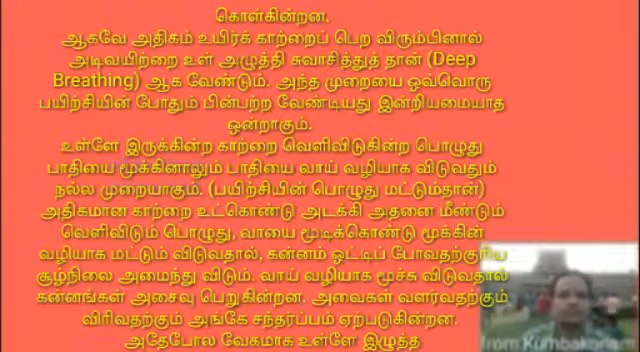 கொள்கின்றன.
ஆகவே அதிகம் உயிர்க் காற்றைப் பெற விரும்பினால்
அடிவயிற்றை உள் அழுத்தி சுவாசித்துத் தான் (Deep
Breathing) ஆக வேண்டும். அந்த முறையை ஒவ்வொரு
பயிற்சியின் போதும் பின்பற்ற வேண்டியது இன்றியமையாத
ஒன்றாகும்.
உள்ளே இருக்கின்ற காற்றை வெளிவிடுகின்ற பொழுது
பாதியை மூக்கினாலும் பாதியை வாய் வழியாக விடுவதும்
நல்ல முறையாகும். (பயிற்சியின் பொழுது மட்டும்தான்)
அதிகமான காற்றை உட்கொண்டு அடக்கி அதனை மீண்டும்
வெளிவிடும் பொழுது, வாயை மூடிக்கொண்டு மூக்கின்
வழியாக மட்டும் விடுவதால், கன்னம் ஒட்டிப் போவதற்குரிய
சூழ்நிலை அமைந்து விடும். வாய் வழியாக மூச்சு விடுவதால்
கன்னங்கள் அசைவு பெறுகின்றன. அவைகள் வளர்வதற்கும்
விரிவதற்கும் அங்கே சந்தர்ப்பம் ஏற்படுகின்றன.
அதேபோல வேகமாக உள்ளே இழுத்த
from Kumbakonam